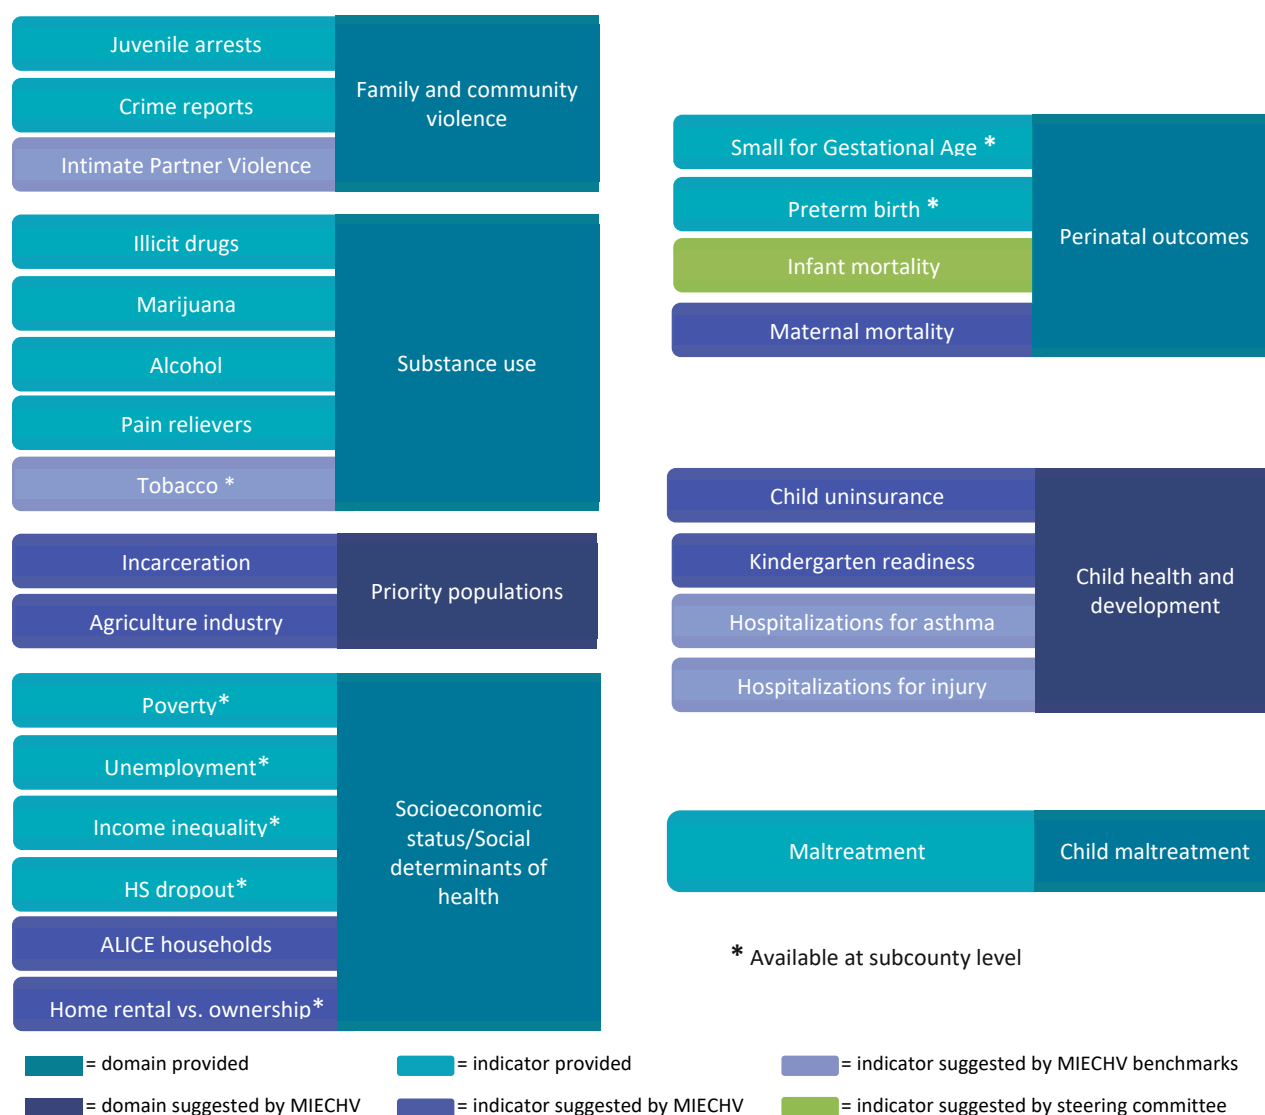 Juvenile arrests
Crime reports
Intimate Partner Violence
Family and community
violence
Illicit drugs
Marijuana
Alcohol
Pain relievers
Tobacco *
Substance use
Incarceration
Agriculture industry
Priority populations
Poverty*
Unemployment*
Income inequality*
HS dropout*
ALICE households
Home rental vs. ownership*
Socioeconomic
status/Social
determinants of
health
Small for Gestational Age *
Preterm birth *
Infant mortality
Maternal mortality
Perinatal outcomes
Child uninsurance
Kindergarten readiness
Hospitalizations for asthma
Hospitalizations for injury
Child health and
development
Maltreatment
Child maltreatment
* Available at subcounty level
= domain provided
= indicator provided
= indicator suggested by MIECHV benchmarks
= domain suggested by MIECHV
= indicator suggested by MIECHV
= indicator suggested by steering committee